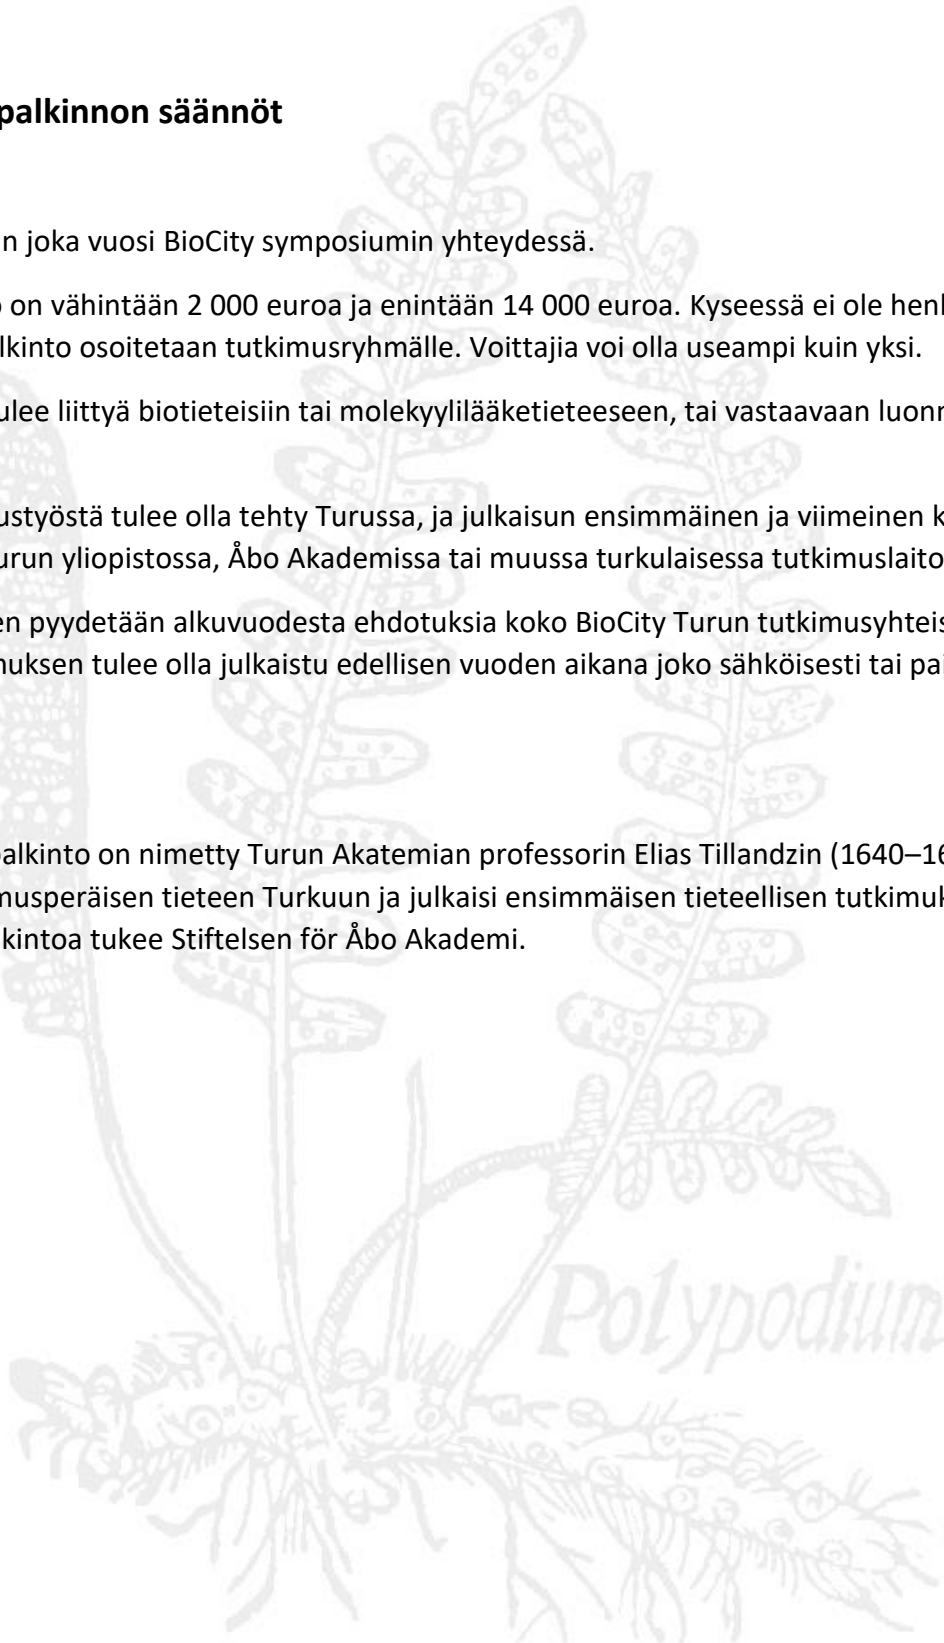 palkinnon säännöt
n joka vuosi BioCity symposiumin yhteydessä.
o on vähintään 2 000 euroa ja enintään 14 000 euroa. Kyseessä ei ole henl
lkinto osoitetaan tutkimusryhmälle. Voittajia voi olla useampi kuin yksi.
ulee liittyä biotieteisiin tai molekyylilääketieteeseen, tai vastaavaan luonn
ustyöstä tulee olla tehty Turussa, ja julkaisun ensimmäinen ja viimeinen k
urun yliopistossa, Åbo Akademissa tai muussa turkulaisessa tutkimuslaito
en pyydetään alkuvuodesta ehdotuksia koko BioCity Turun tutkimusyhteis
nuksen tulee olla julkaistu edellisen vuoden aikana joko sähköisesti tai pai
palkinto on nimetty Turun Akatemian professorin Elias Tillandzin (1640–16
musperäisen tieteen Turkuun ja julkaisi ensimmäisen tieteellisen tutkimuk
kintoa tukee Stiftelsen för Åbo Akademi.
Polypodium